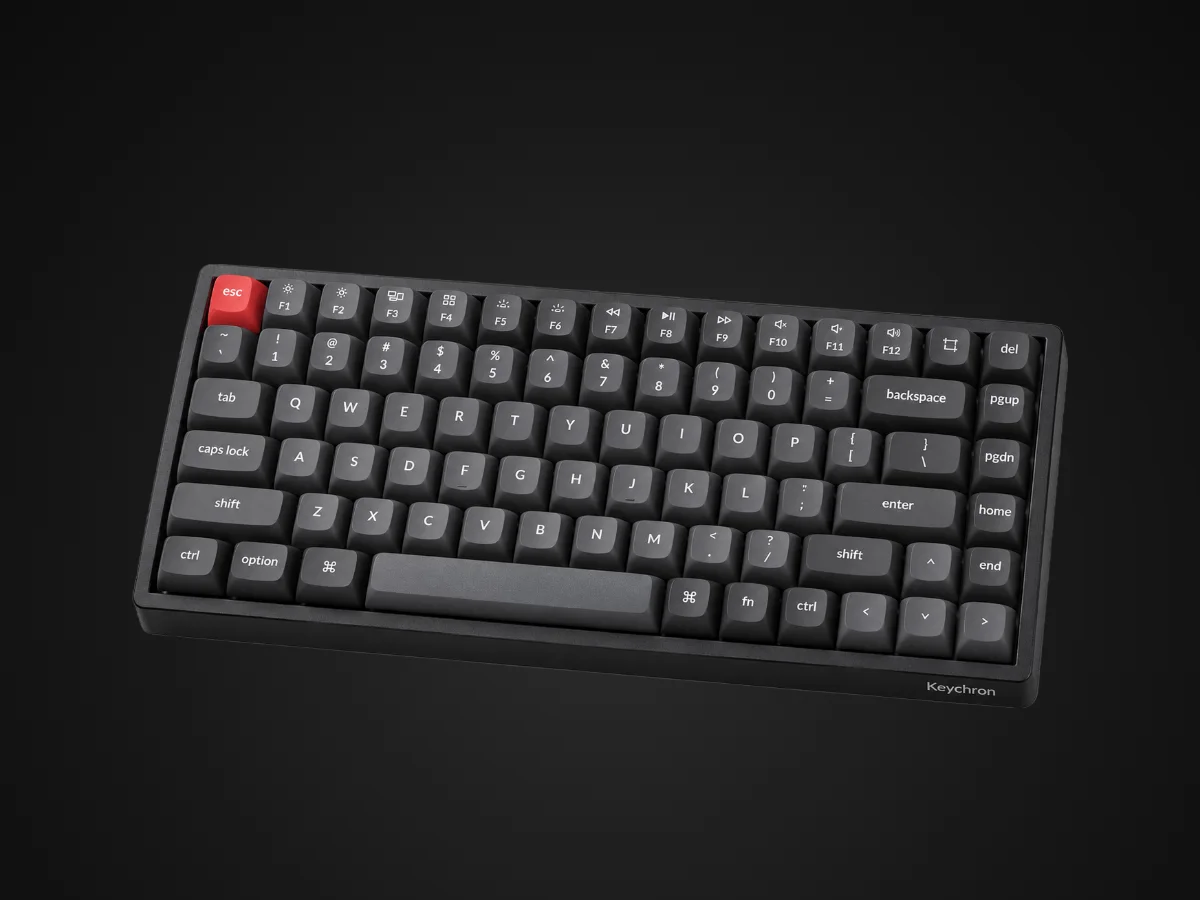 esc F1 F2 F3 F4 F5 F6 F7 F8 F9 F10 F11 F12 del
~ ! @ # $ % ^ & * ( ) +
` 1 2 3 4 5 6 7 8 9 0 = backspace pgup
tab Q W E R T Y U I O P { }
[ \ pgdn
caps lock A S D F G H J K L ; enter home
shift Z X C V B N M < ? shift ^ end
. /
ctrl option ⌘ ⌘ fn ctrl < ˅ >
Keychron